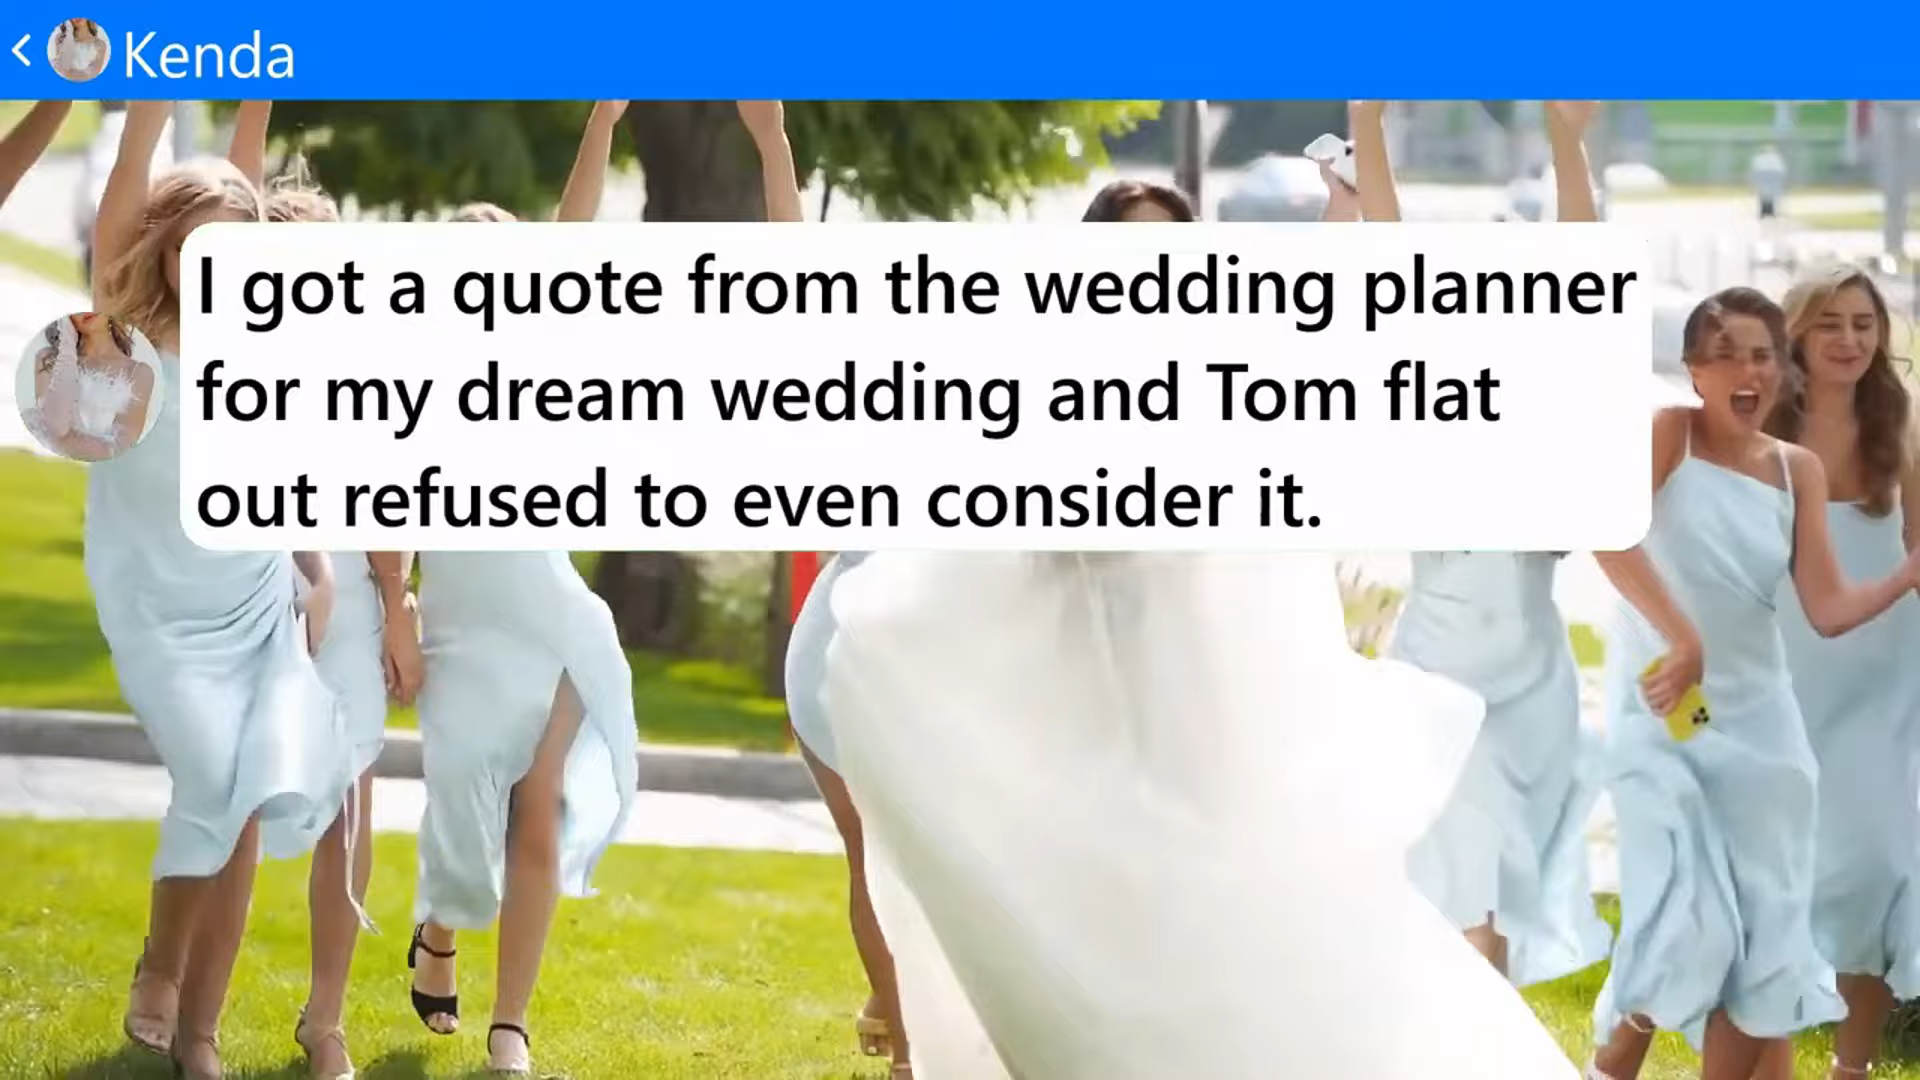 Kenda
I got a quote from the wedding planner
for my dream wedding and Tom flat
out refused to even consider it.